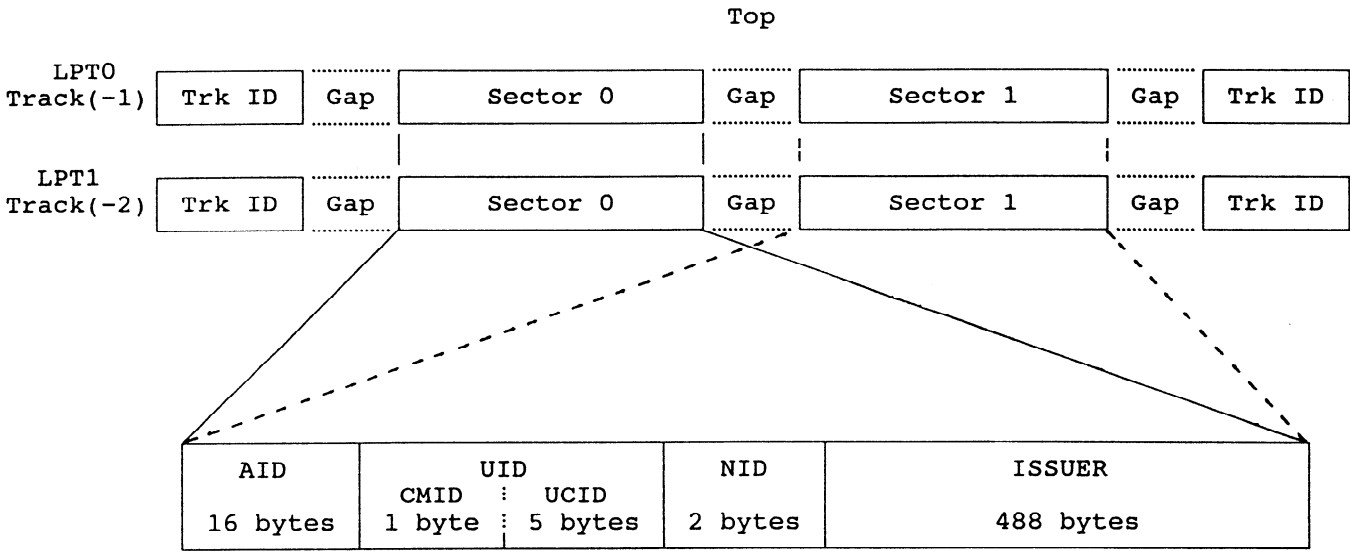 Top
LPT0
Track(-1) Trk ID Gap Sector 0 Gap Sector 1 Gap Trk ID
LPT1
Track(-2) Trk ID Gap Sector 0 Gap Sector 1 Gap Trk ID
AID UID NID ISSUER
CMID UCID
16 bytes 1 byte 5 bytes 2 bytes 488 bytes